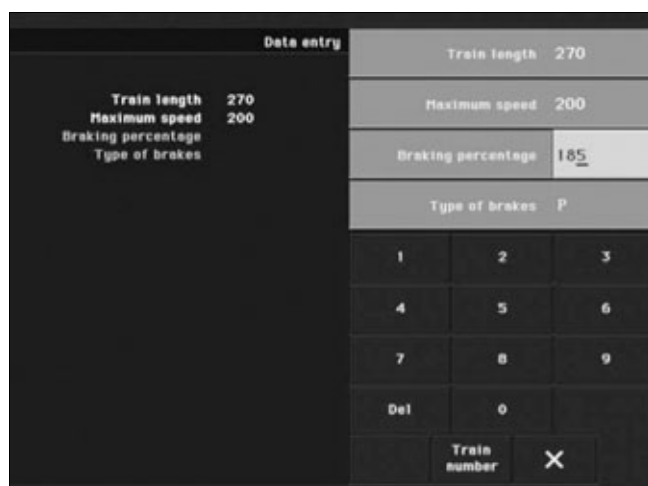 Data entry
Train length 270
Maximum speed 200
Braking percentage
Type of brakes
Train length 270
Maximum speed 200
Braking percentage 185
Type of brakes P
1 2 3
4 5 6
7 8 9
Del 0
Train
number X